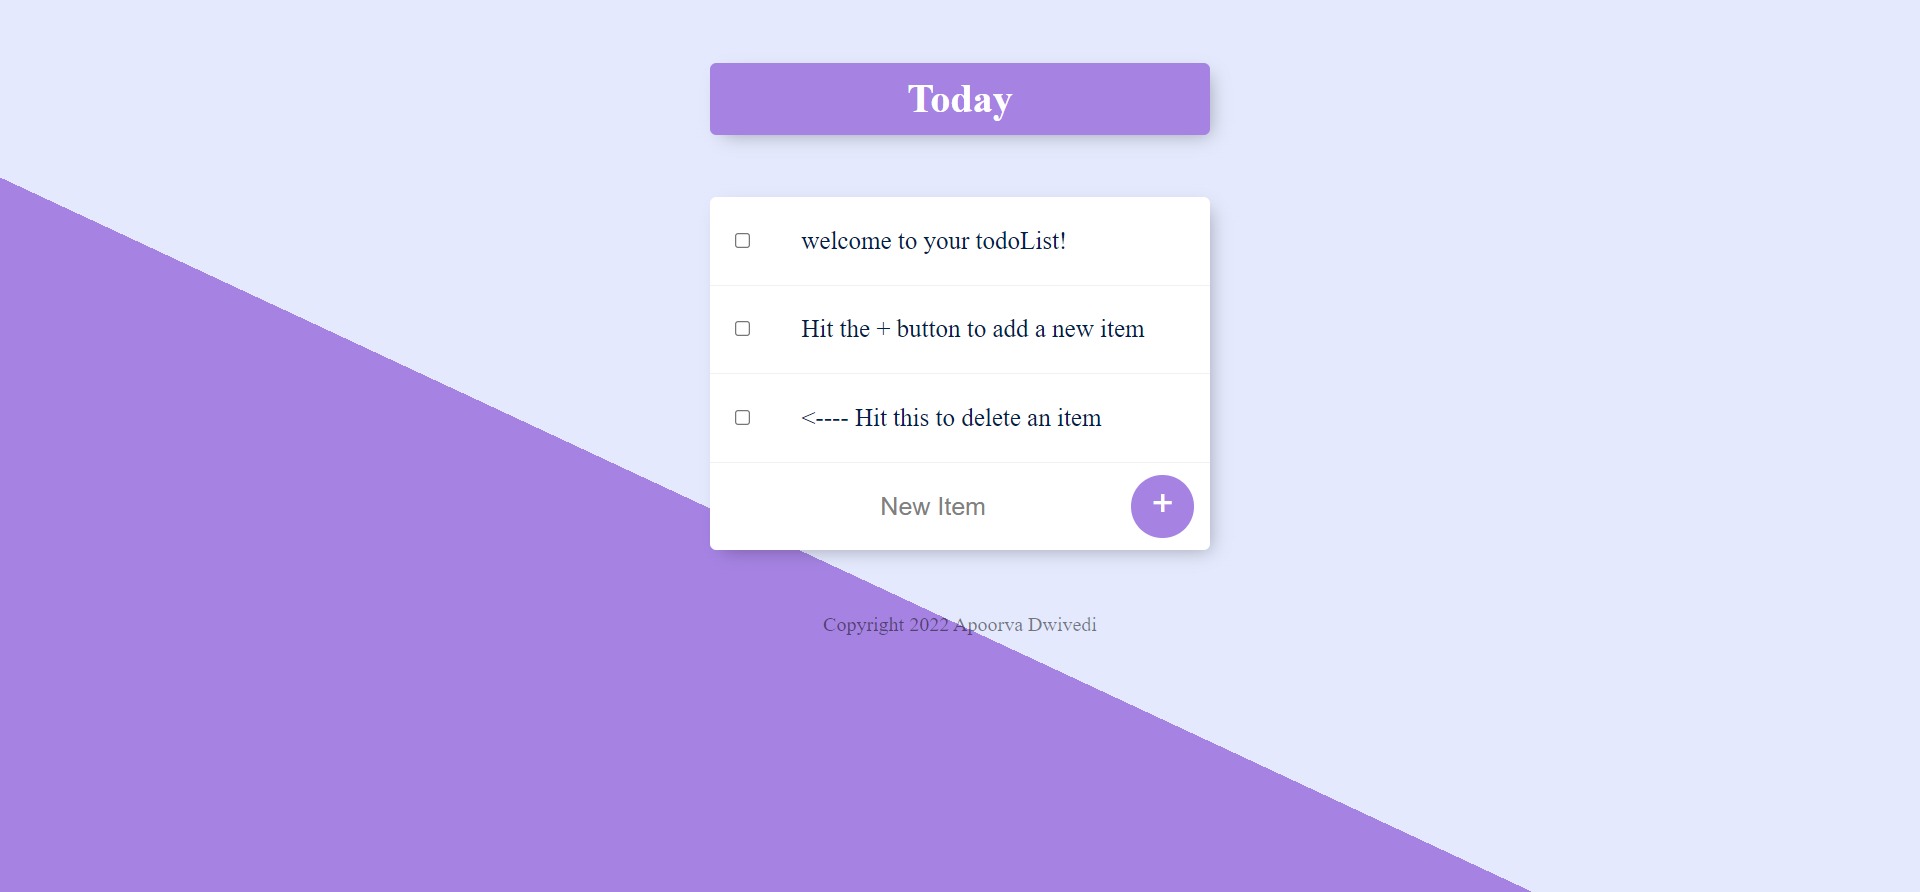 Today
welcome to your todoList!
Hit the + button to add a new item
<---- Hit this to delete an item
New Item
+
Copyright 2022 Apoorva Dwivedi